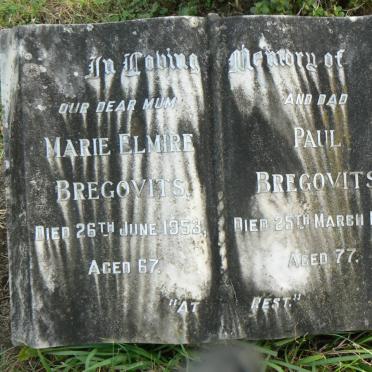 In Loving Memory of
OUR DEAR MUM
MARIE ELMIRE
BREGOVITS.
DIED 26TH JUNE 1953,
AGED 67.
AND DAD
PAUL
BREGOVITS
DIED 25TH MARCH
AGED 77.
"AT REST."